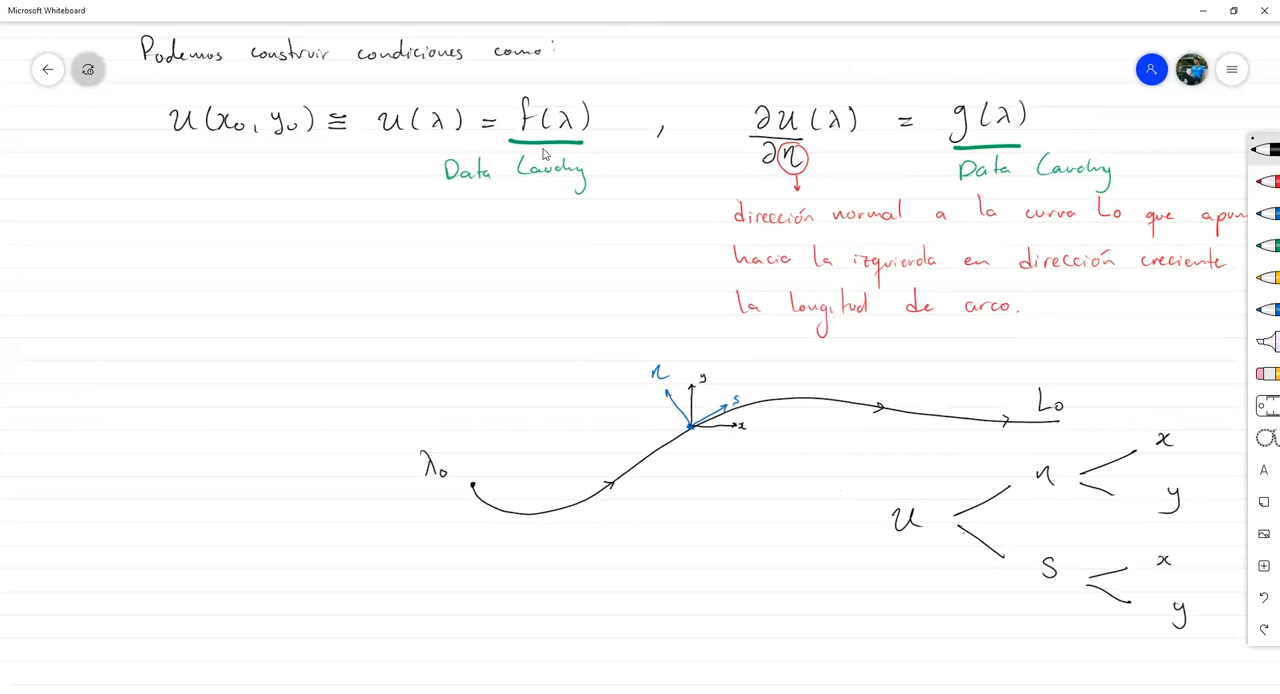 Microsoft Whiteboard
Podemos construir condiciones como:
u(x₀, y₀) ≅ u(λ) = f(λ) , ∂u/∂n (λ) = g(λ)
Data Cauchy
Data Cauchy
dirección normal a la curva L₀ que apun
hacia la izquierda en dirección creciente
la longitud de arco.
n
y
s
x
L₀
λ₀
x
n
y
u
x
s
y
A